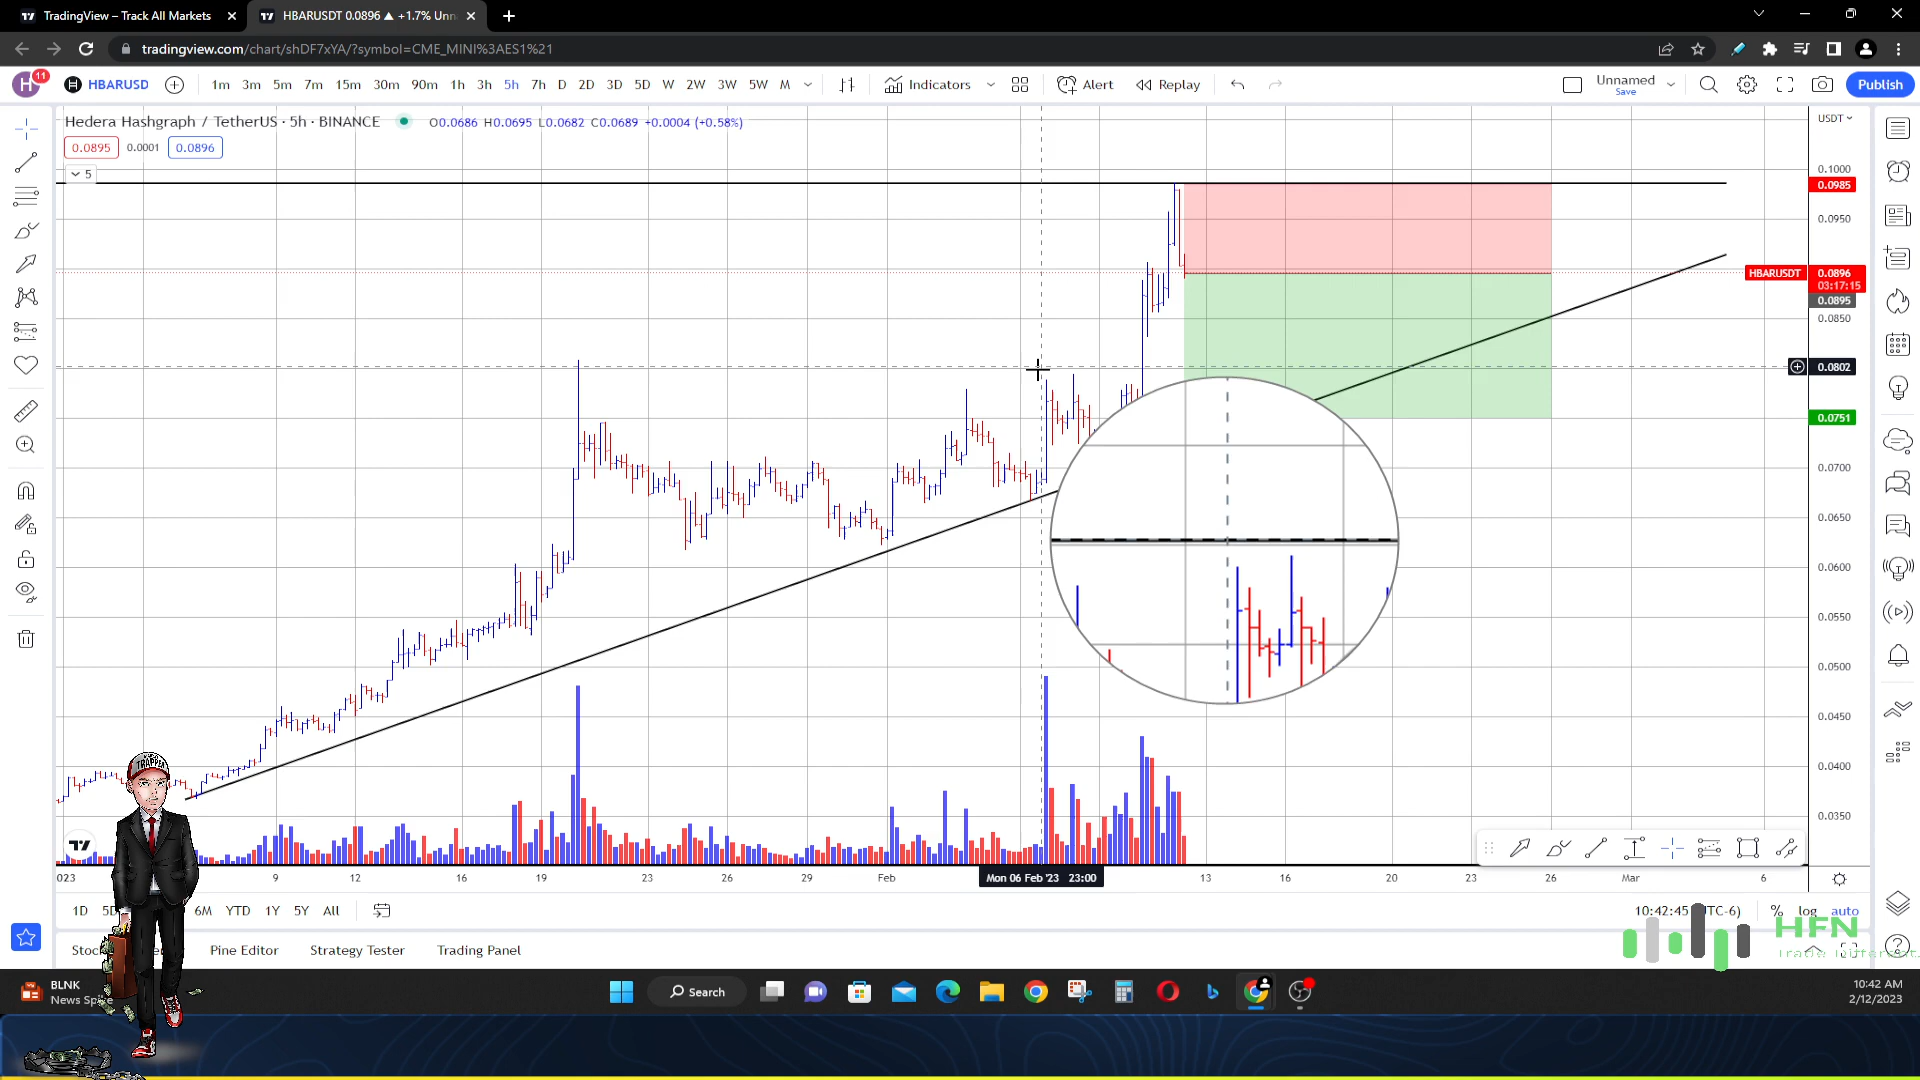 TradingView – Track All Markets
HBARUSDT 0.0896 ▲ +1.7% Unn
tradingview.com/chart/shDF7xYA/?symbol=CME_MINI%3AES1%21
H 11 HBARUSD 1m 3m 5m 7m 15m 30m 90m 1h 3h 5h 7h D 2D 3D 5D W 2W 3W 5W M Indicators Alert Replay Unnamed Publish
Save
Hedera Hashgraph / TetherUS · 5h · BINANCE O0.0686 H0.0695 L0.0682 C0.0689 +0.0004 (+0.58%)
USDT
0.0895 0.0001 0.0896
5
0.1000
0.0985
0.0950
HBARUSDT 0.0896
03:17:15
0.0895
0.0850
0.0802
0.0751
0.0700
0.0650
0.0600
0.0550
0.0500
0.0450
0.0400
0.0350
TRAPPER
023 9 12 16 19 23 26 29 Feb Mon 06 Feb '23 23:00 13 16 20 23 26 Mar 6
1D 6M YTD 1Y 5Y All 10:42:45 % log auto
HFN
Trade Different
Pine Editor Strategy Tester Trading Panel
BLNK
News
Search
10:42 AM
2/12/2023